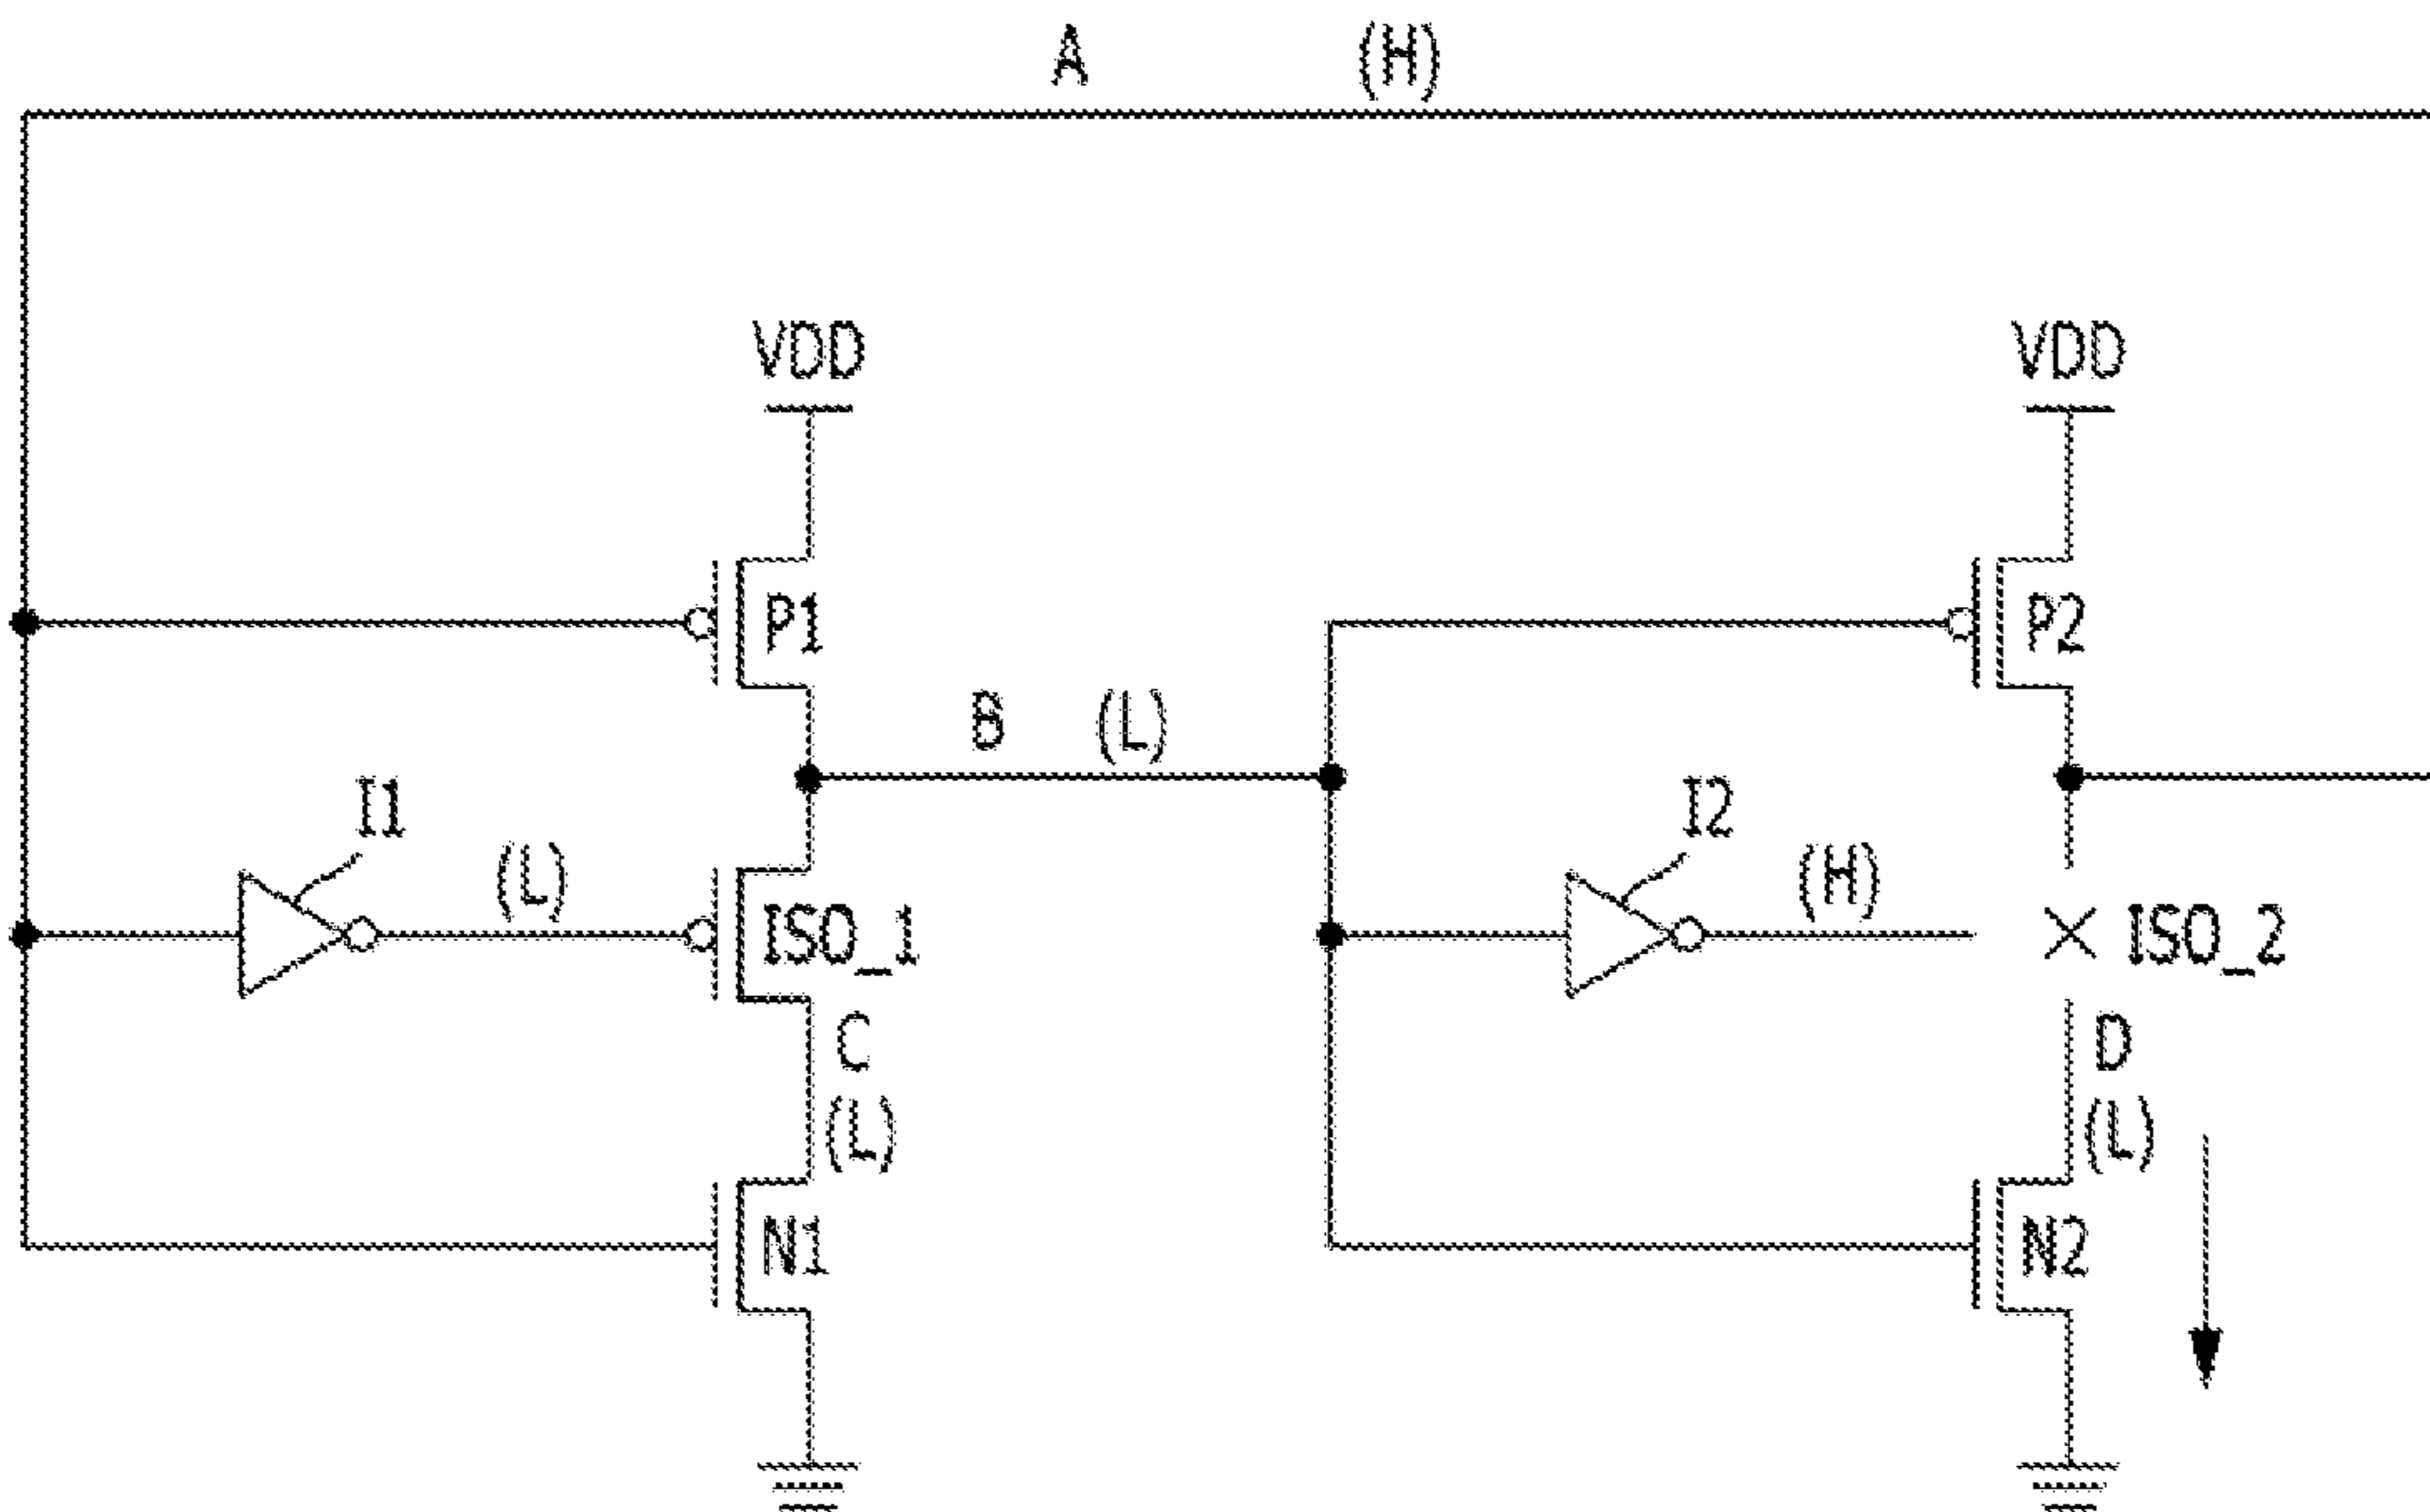 A (H)
VDD VDD
P1 P2
B (L)
I1 I2
(L) (H)
ISO_1 ISO_2
C D
(L) (L)
N1 N2